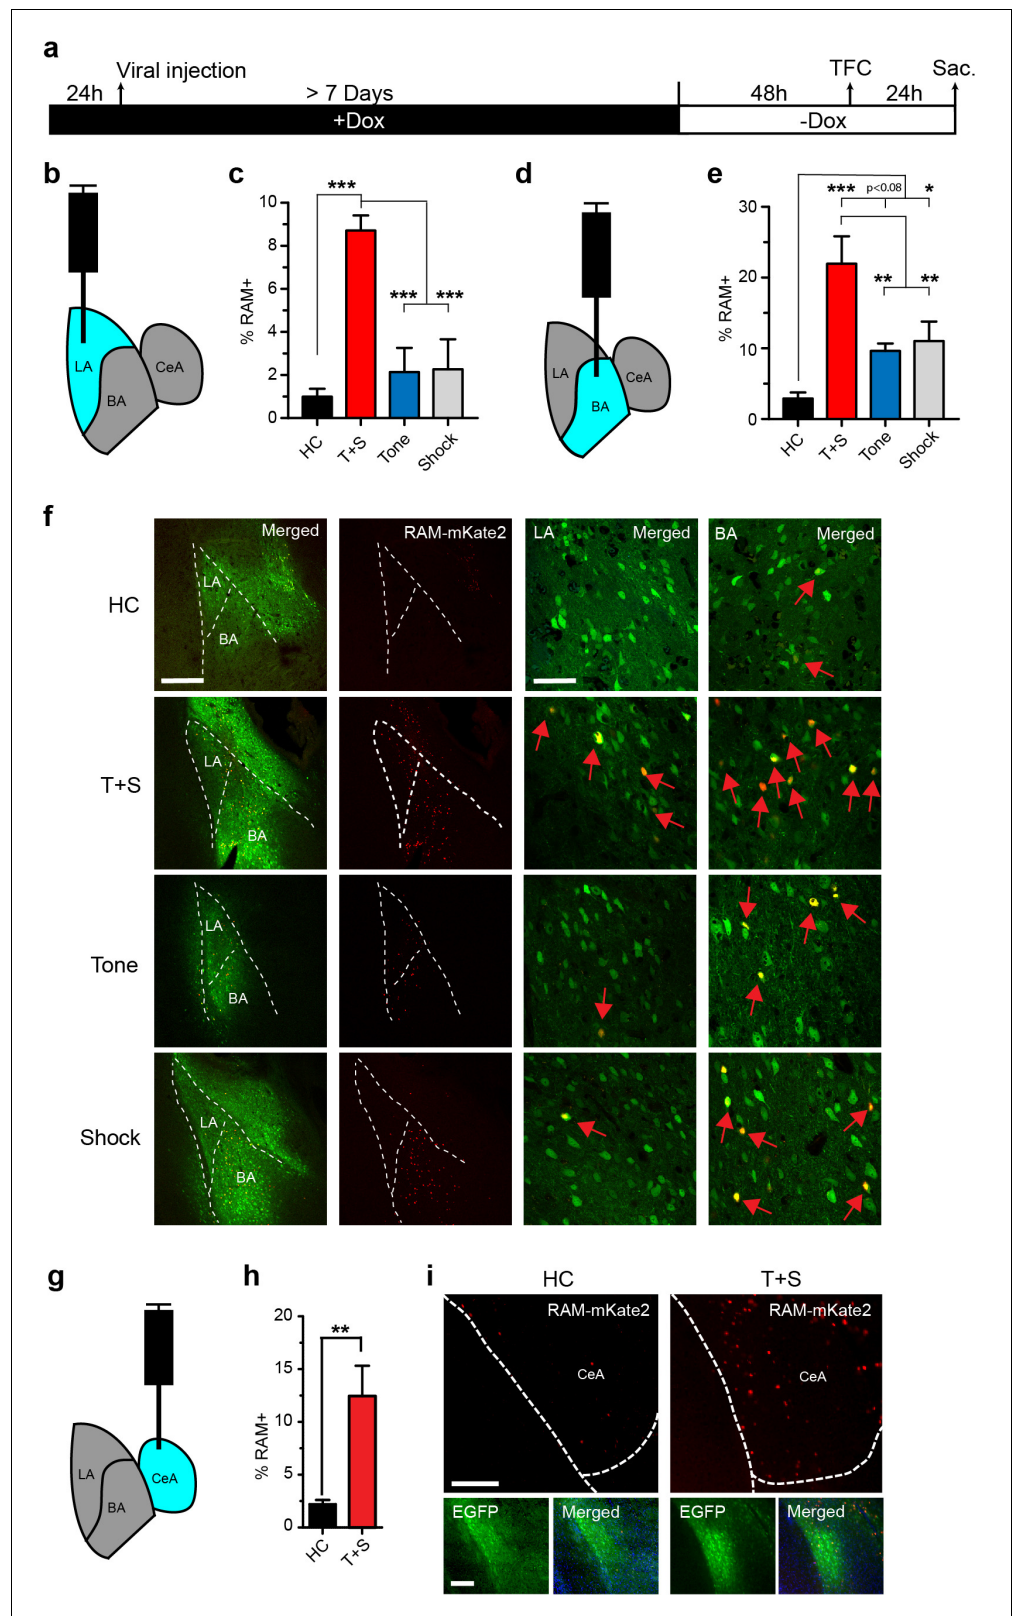 a
Viral injection
TFC
Sac.
24h
> 7 Days
48h
24h
+Dox
-Dox
b
LA
BA
CeA
c
***
*** ***
% RAM+
10
8
6
4
2
0
HC
T+S
Tone
Shock
d
LA
BA
CeA
e
*** p<0.08 *
** **
% RAM+
30
20
10
0
HC
T+S
Tone
Shock
f
Merged
RAM-mKate2
LA Merged
BA Merged
HC
LA
BA
T+S
LA
BA
Tone
LA
BA
Shock
LA
BA
g
LA
BA
CeA
h
**
% RAM+
20
15
10
5
0
HC
T+S
i
HC
T+S
RAM-mKate2
CeA
RAM-mKate2
CeA
EGFP
Merged
EGFP
Merged